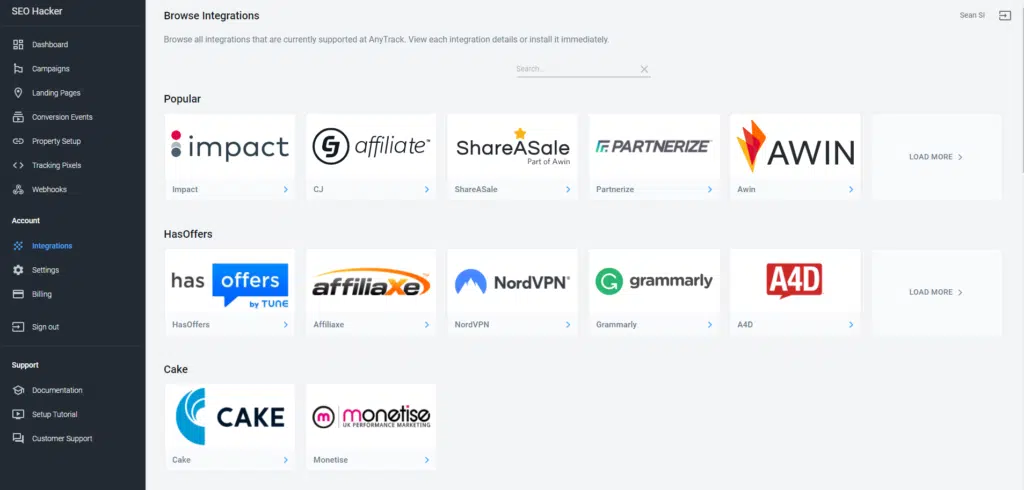 SEO Hacker
Dashboard
Campaigns
Landing Pages
Conversion Events
Property Setup
Tracking Pixels
Webhooks
Account
Integrations
Settings
Billing
Sign out
Support
Documentation
Setup Tutorial
Customer Support
Browse Integrations
Sean SI
Browse all integrations that are currently supported at AnyTrack. View each integration details or install it immediately.
Search...
Popular
impact
Impact
CJ affiliate™
CJ
ShareASale
Part of Awin
ShareASale
PARTNERIZE
Partnerize
AWIN
Awin
LOAD MORE
HasOffers
has offers
by TUNE
HasOffers
affiliaXe™
Affiliaxe
NordVPN®
NordVPN
grammarly
Grammarly
A4D
A4D
LOAD MORE
Cake
CAKE
Cake
m monetise
UK PERFORMANCE MARKETING
Monetise